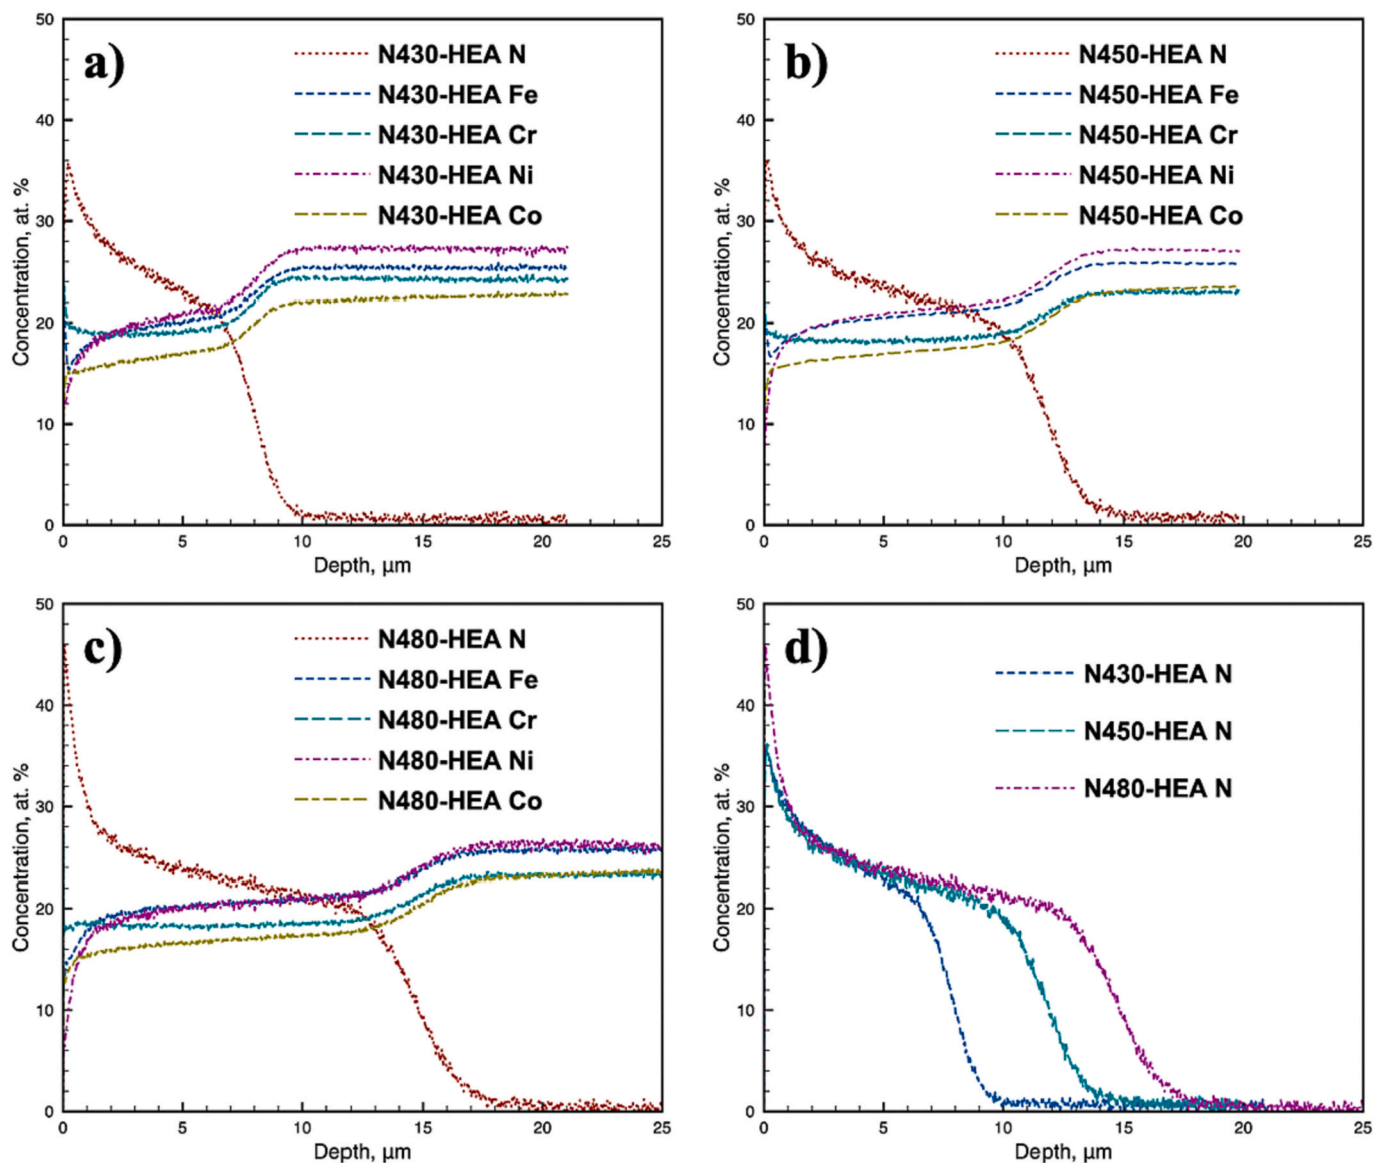 a)
N430-HEA N
N430-HEA Fe
N430-HEA Cr
N430-HEA Ni
N430-HEA Co
Concentration, at. %
50
40
30
20
10
0
0 5 10 15 20 25
Depth, µm
b)
N450-HEA N
N450-HEA Fe
N450-HEA Cr
N450-HEA Ni
N450-HEA Co
Concentration, at. %
50
40
30
20
10
0
0 5 10 15 20 25
Depth, µm
c)
N480-HEA N
N480-HEA Fe
N480-HEA Cr
N480-HEA Ni
N480-HEA Co
Concentration, at. %
50
40
30
20
10
0
0 5 10 15 20 25
Depth, µm
d)
N430-HEA N
N450-HEA N
N480-HEA N
Concentration, at. %
50
40
30
20
10
0
0 5 10 15 20 25
Depth, µm